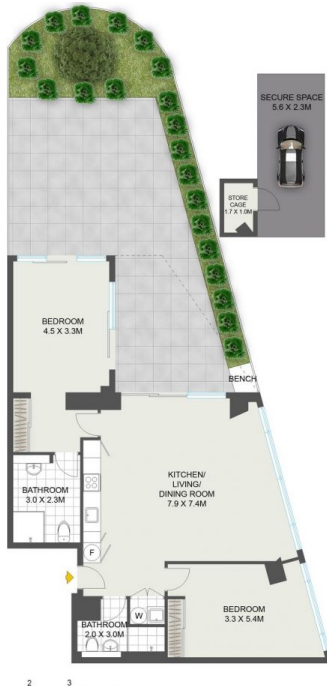 SECURE SPACE
5.6 X 2.3M
STORE
CAGE
1.7 X 1.0M
BEDROOM
4.5 X 3.3M
BENCH
KITCHEN/
LIVING/
DINING ROOM
7.9 X 7.4M
BATHROOM
3.0 X 2.3M
F
W
BEDROOM
3.3 X 5.4M
BATHROOM
2.0 X 3.0M
2 3